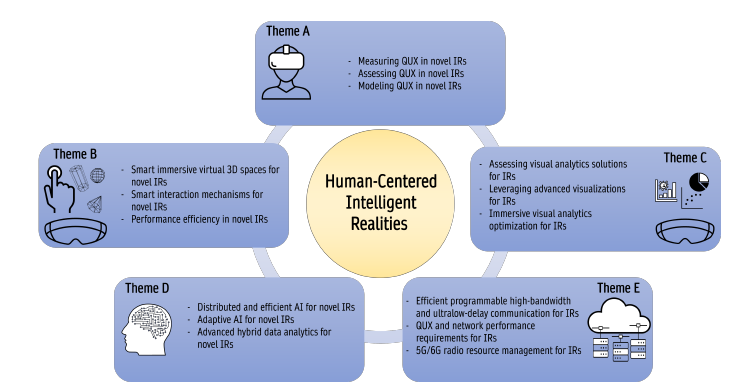 Theme A
- Measuring QUX in novel IRs
- Assessing QUX in novel IRs
- Modeling QUX in novel IRs
Theme B
- Smart immersive virtual 3D spaces for
novel IRs
- Smart interaction mechanisms for
novel IRs
- Performance efficiency in novel IRs
Human-Centered
Intelligent
Realities
Theme C
- Assessing visual analytics solutions
for IRs
- Leveraging advanced visualizations
for IRs
- Immersive visual analytics
optimization for IRs
Theme D
- Distributed and efficient AI for novel IRs
- Adaptive AI for novel IRs
- Advanced hybrid data analytics for
novel IRs
Theme E
- Efficient programmable high-bandwidth
and ultralow-delay communication for IRs
- QUX and network performance
requirements for IRs
- 5G/6G radio resource management for IRs